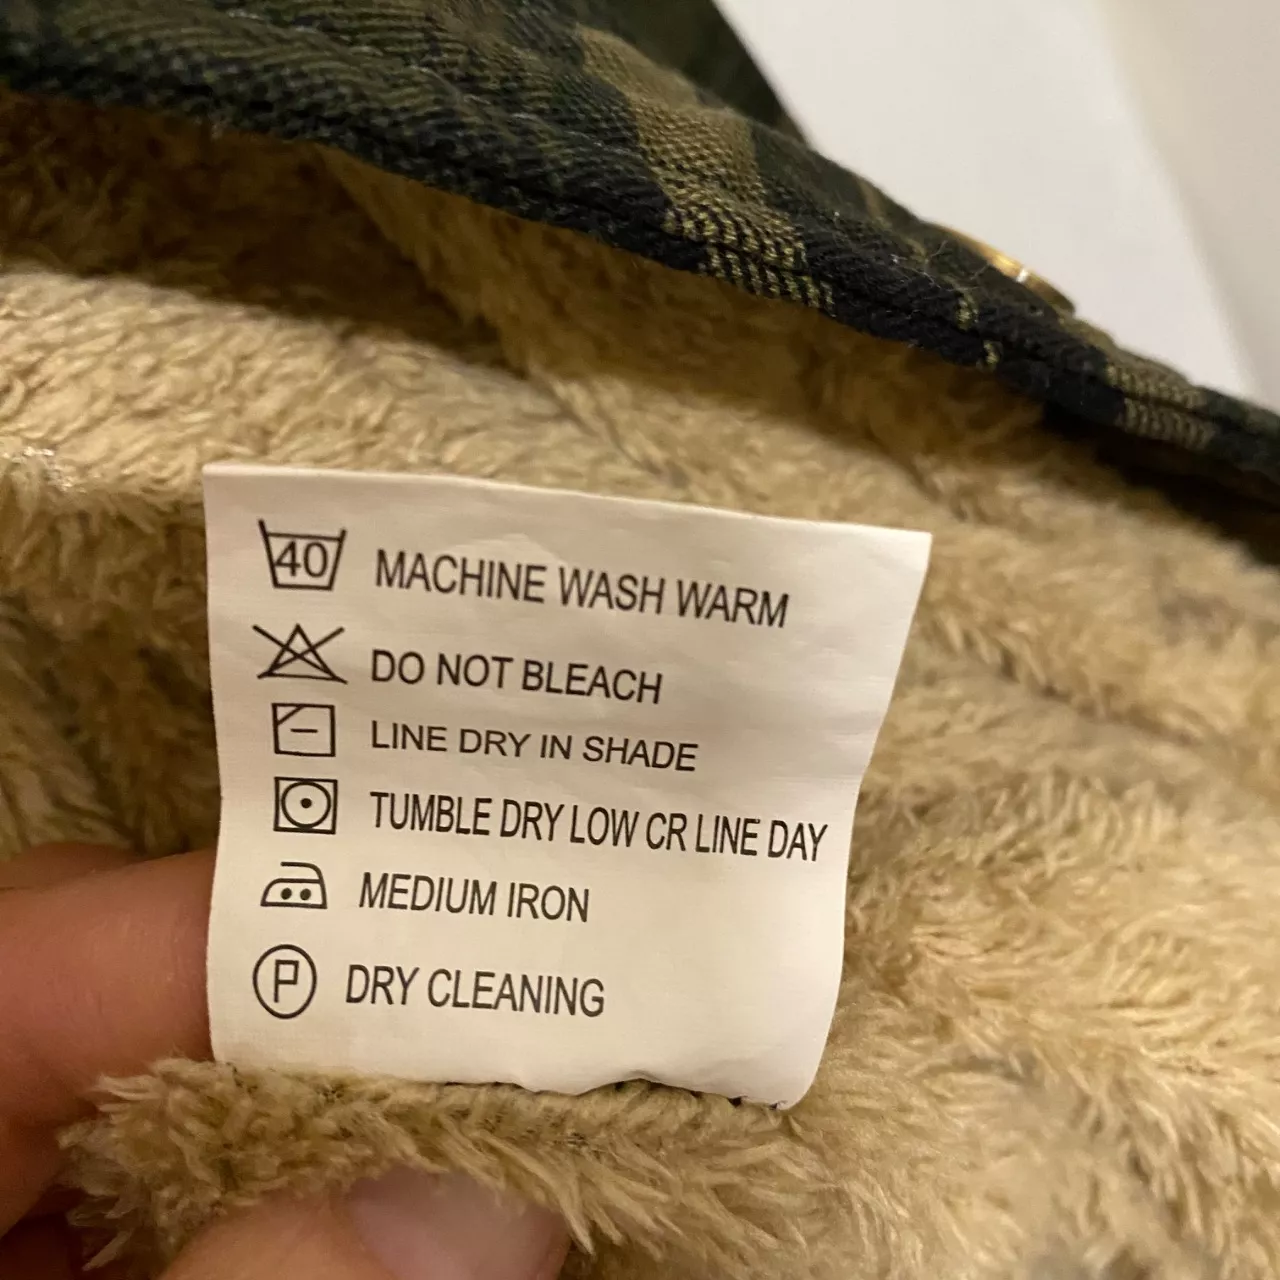 40 MACHINE WASH WARM
DO NOT BLEACH
LINE DRY IN SHADE
TUMBLE DRY LOW CR LINE DAY
MEDIUM IRON
P DRY CLEANING